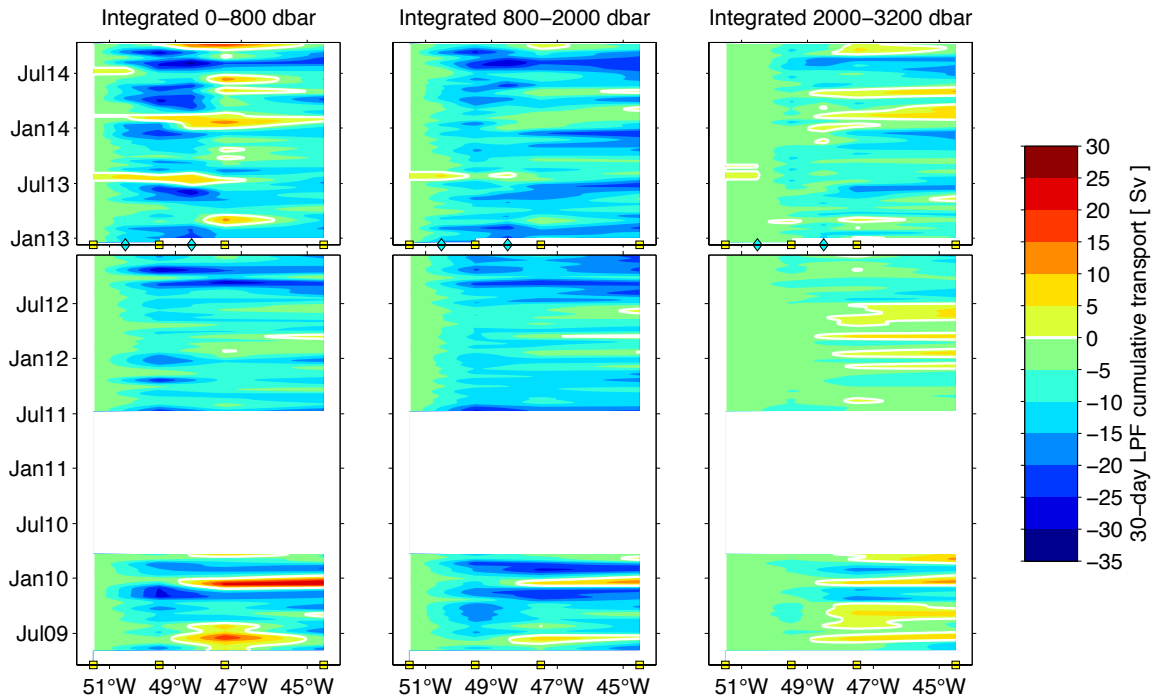 Integrated 0−800 dbar
Integrated 800−2000 dbar
Integrated 2000−3200 dbar
Jul14
Jan14
Jul13
Jan13
Jul12
Jan12
Jul11
Jan11
Jul10
Jan10
Jul09
51°W 49°W 47°W 45°W
51°W 49°W 47°W 45°W
51°W 49°W 47°W 45°W
30
25
20
15
10
5
0
−5
−10
−15
−20
−25
−30
−35
30−day LPF cumulative transport [ Sv]